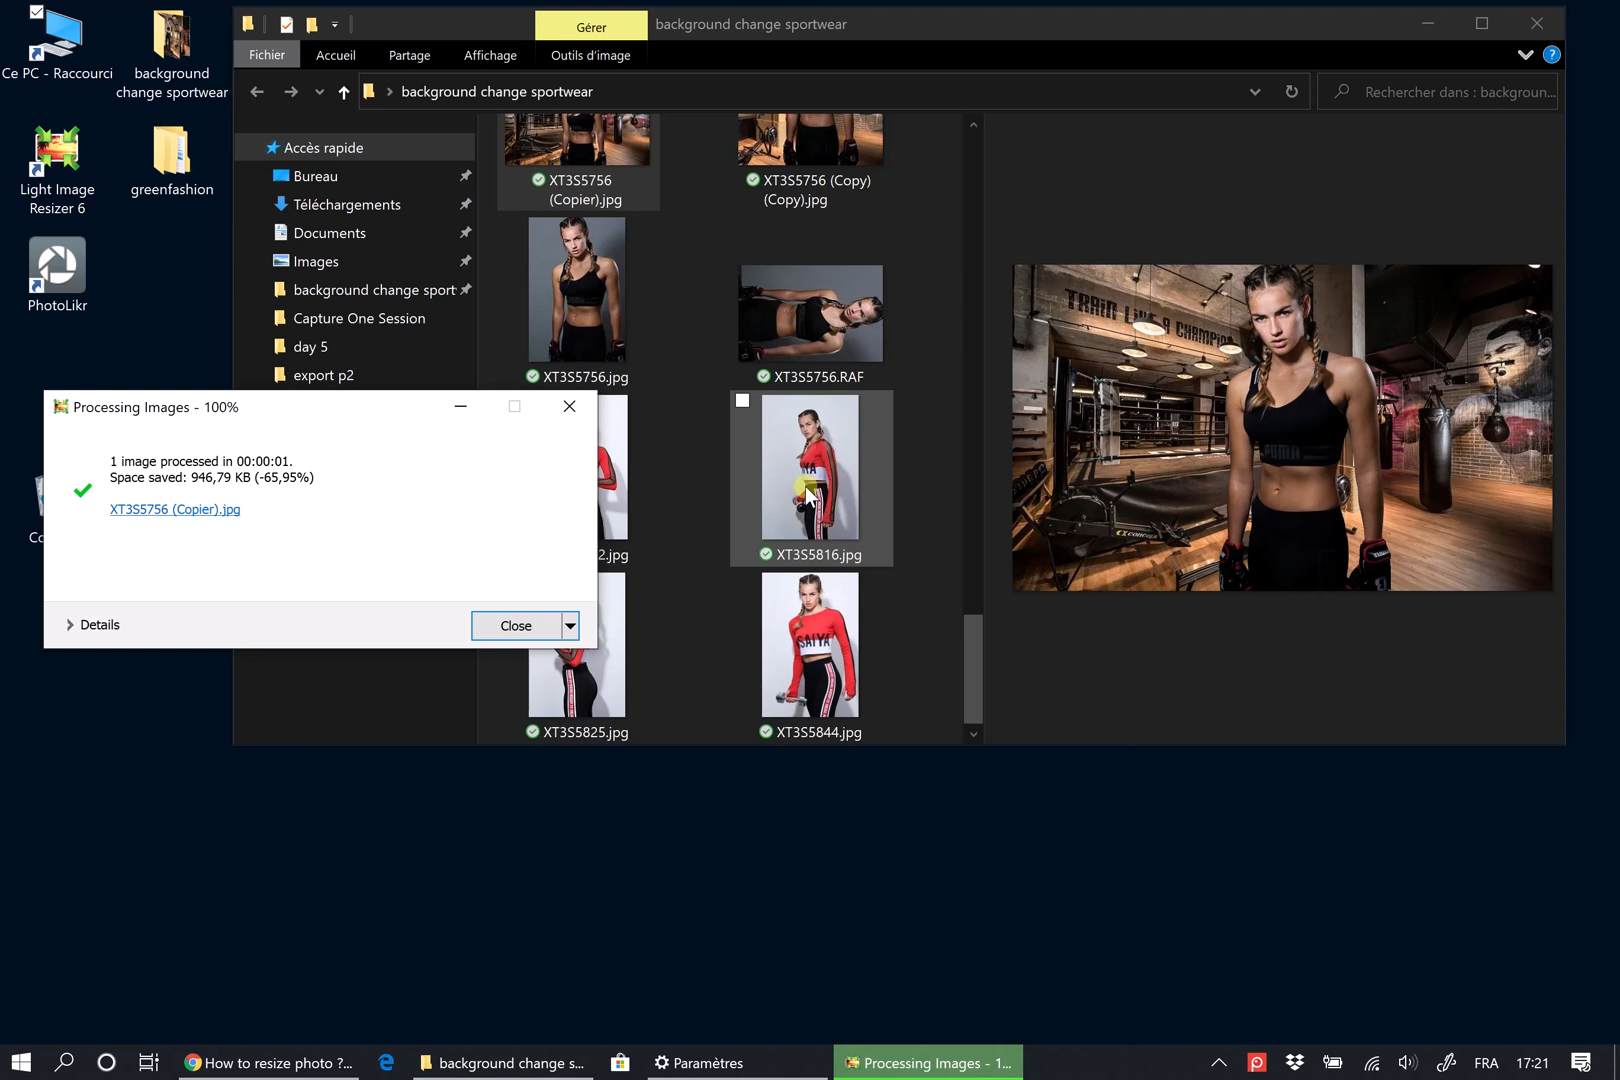 Ce PC - Raccourci
background
change sportwear
Light Image
Resizer 6
greenfashion
PhotoLikr
Gérer
background change sportwear
Fichier
Accueil
Partage
Affichage
Outils d'image
background change sportwear
Rechercher dans : backgroun...
Accès rapide
Bureau
Téléchargements
Documents
Images
background change sport
Capture One Session
day 5
export p2
XT3S5756
(Copier).jpg
XT3S5756 (Copy)
(Copy).jpg
XT3S5756.jpg
XT3S5756.RAF
2.jpg
XT3S5816.jpg
SAIYA
XT3S5825.jpg
XT3S5844.jpg
TRAIN LIKE A CHAMPION
PUMA
concept
Processing Images - 100%
1 image processed in 00:00:01.
Space saved: 946,79 KB (-65,95%)
XT3S5756 (Copier).jpg
Details
Close
Co
How to resize photo ?...
background change s...
Paramètres
Processing Images - 1...
FRA
17:21